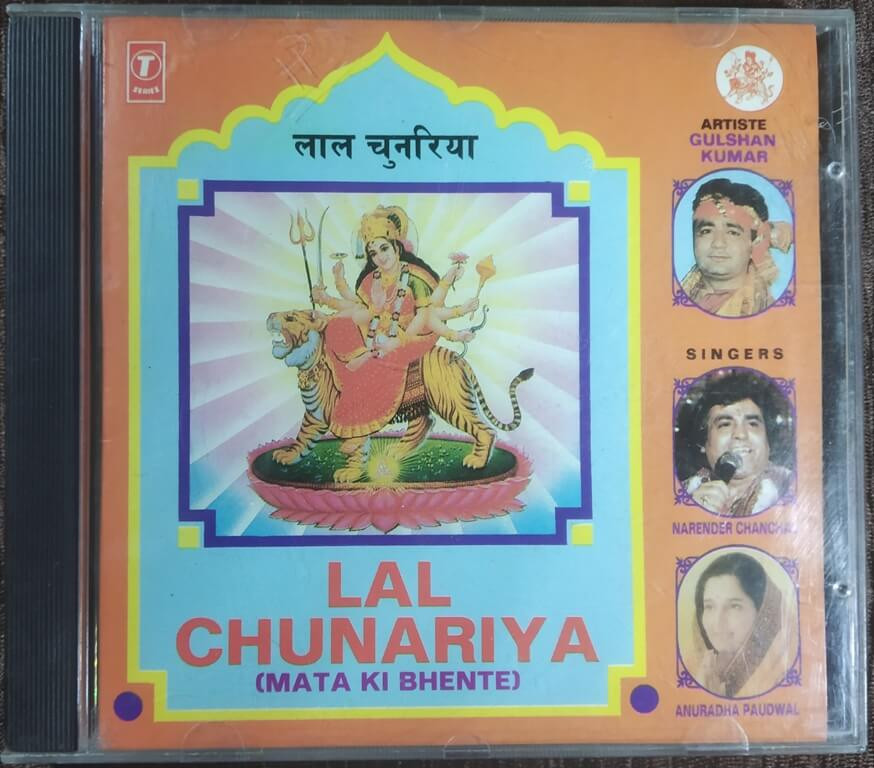 T
SERIES
लाल चुनरिया
ARTISTE
GULSHAN
KUMAR
SINGERS
NARENDER CHANCHAL
ANURADHA PAUDWAL
LAL
CHUNARIYA
(MATA KI BHENTE)